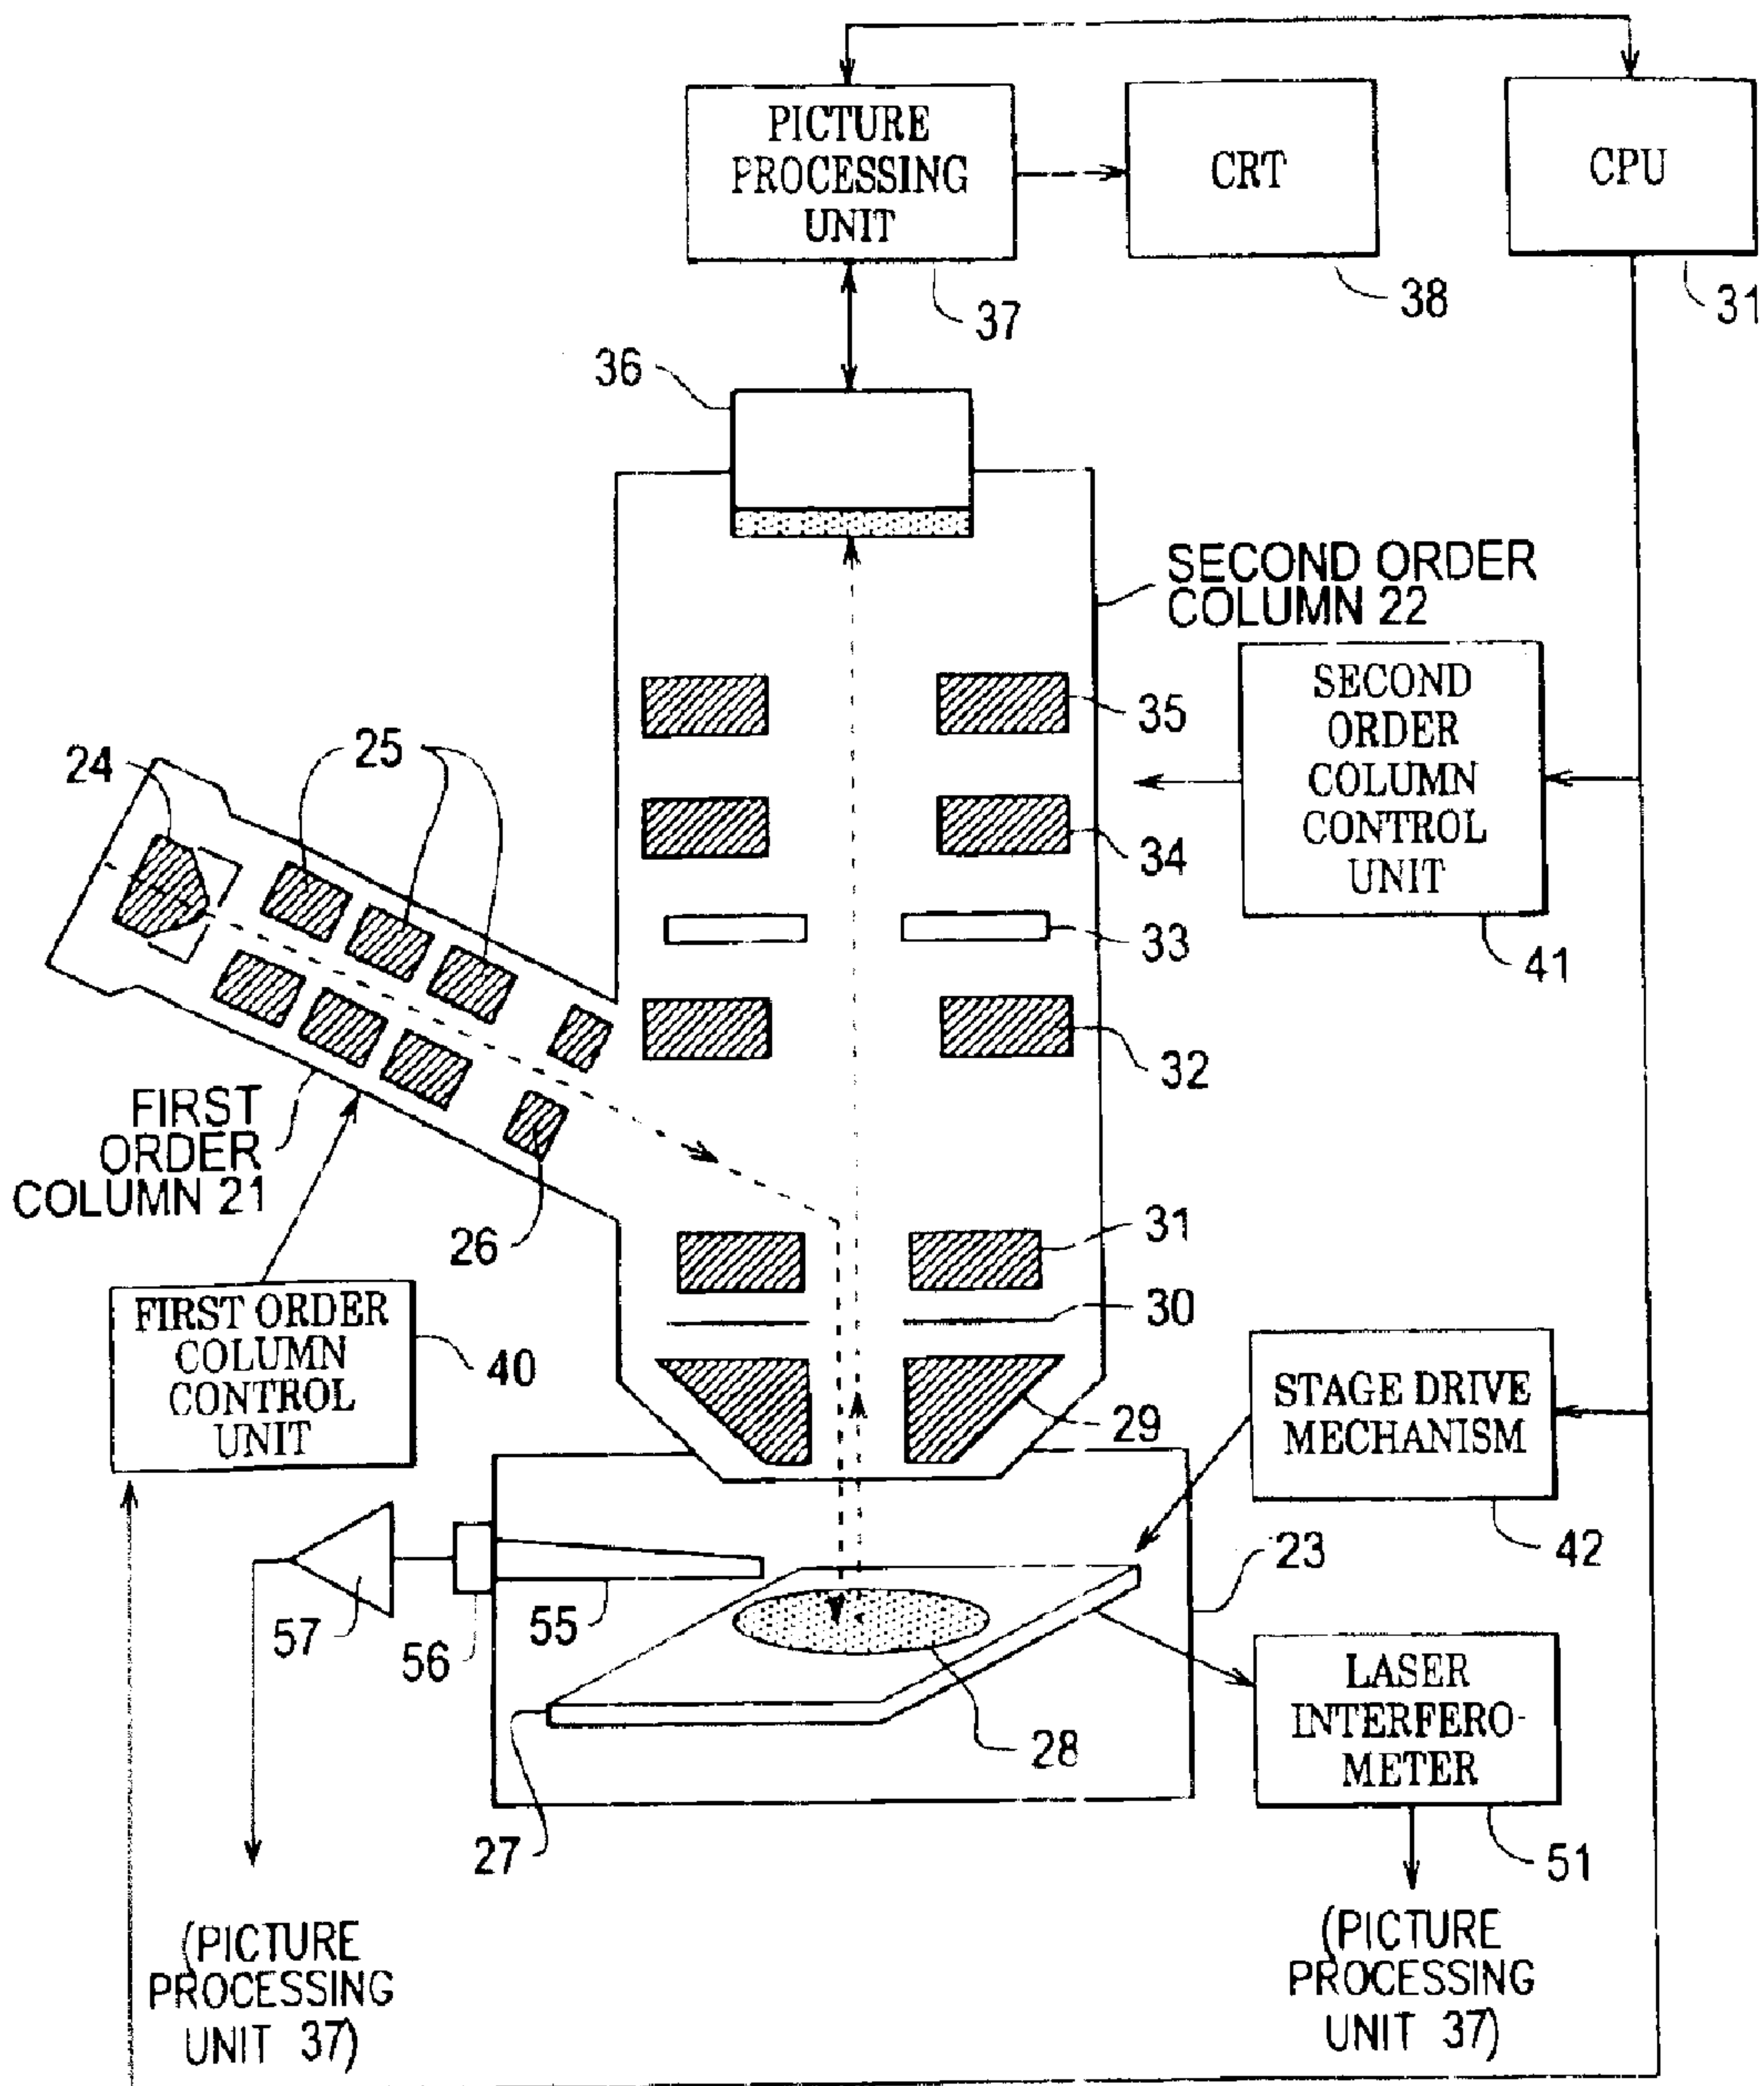 PICTURE
PROCESSING
UNIT
CRT
CPU
37
38
31
36
SECOND ORDER
COLUMN 22
SECOND
ORDER
COLUMN
CONTROL
UNIT
35
25
24
34
33
41
32
FIRST
ORDER
COLUMN 21
26
31
30
FIRST ORDER
COLUMN
CONTROL
UNIT
40
STAGE DRIVE
MECHANISM
29
42
23
57
56
55
LASER
INTERFERO-
METER
28
27
51
(PICTURE
PROCESSING
UNIT 37)
(PICTURE
PROCESSING
UNIT 37)